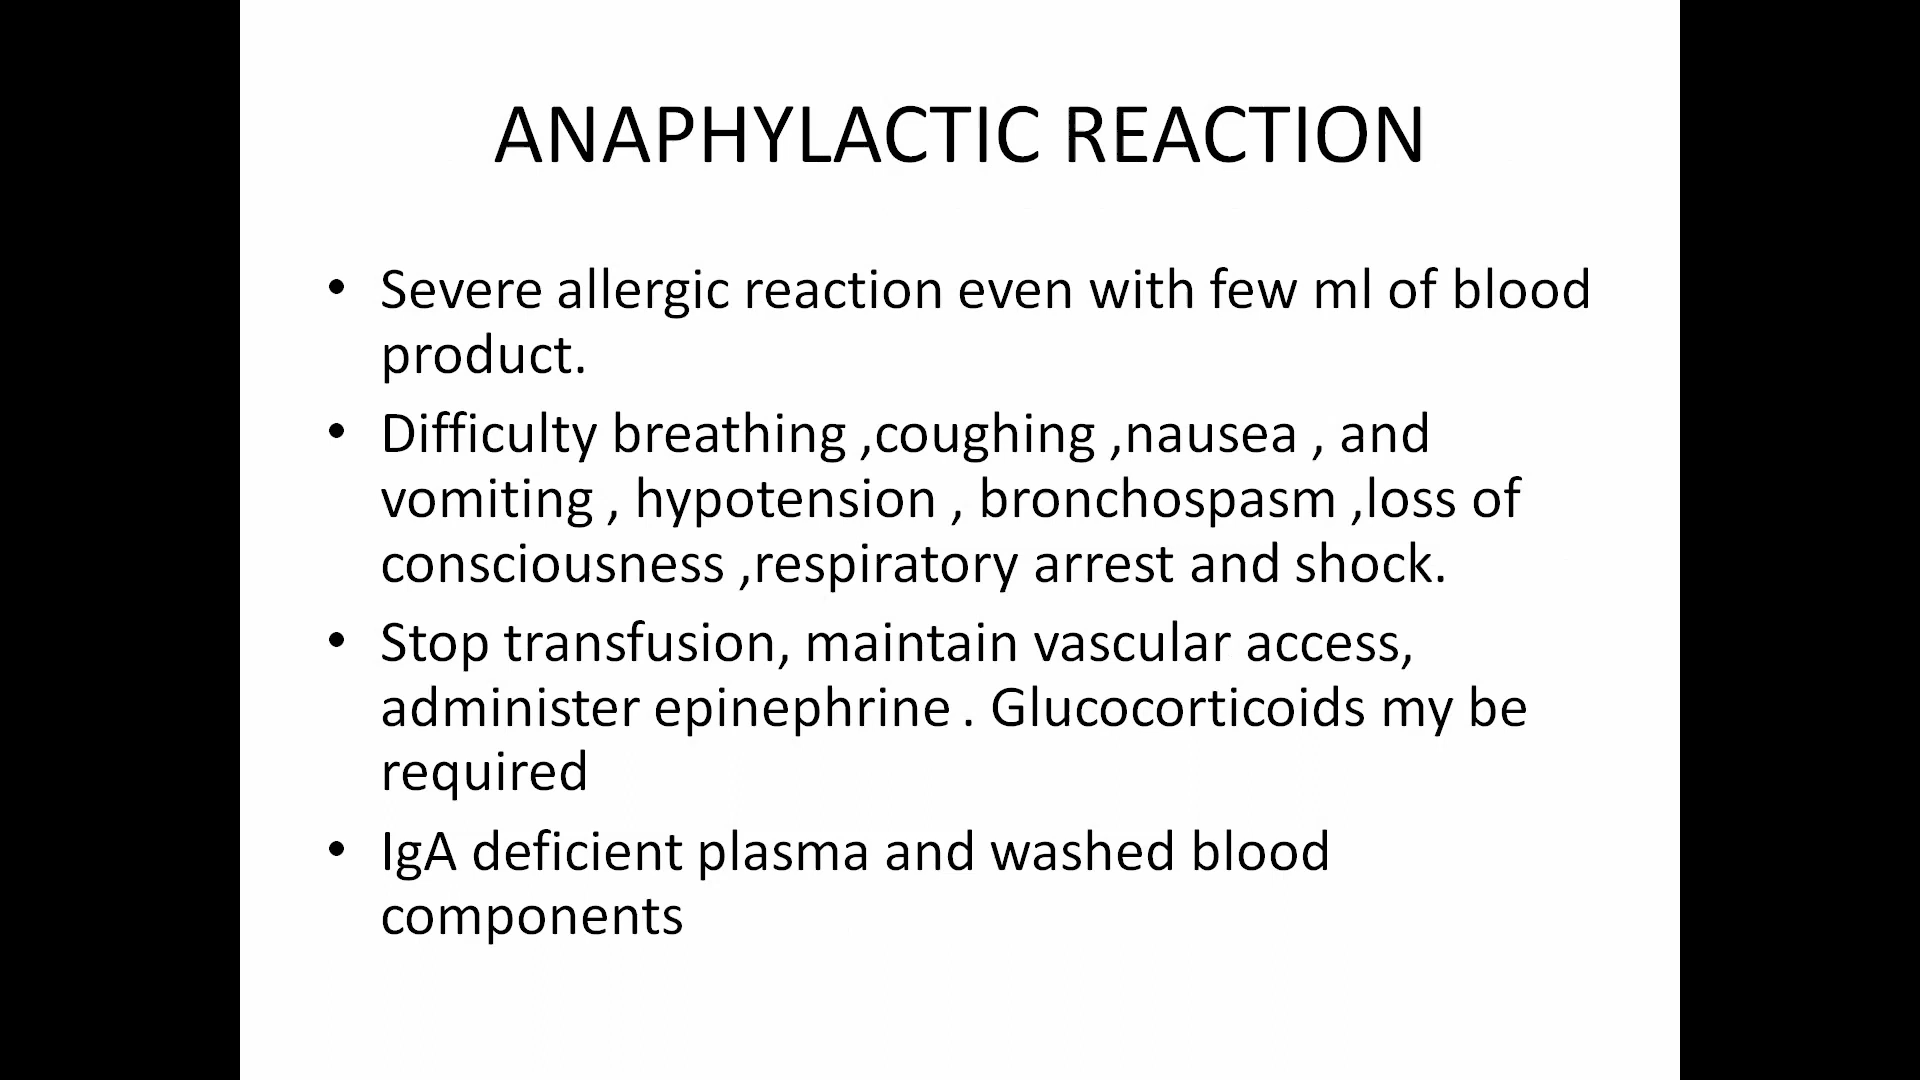 ANAPHYLACTIC REACTION
• Severe allergic reaction even with few ml of blood
product.
• Difficulty breathing ,coughing ,nausea , and
vomiting , hypotension , bronchospasm ,loss of
consciousness ,respiratory arrest and shock.
• Stop transfusion, maintain vascular access,
administer epinephrine . Glucocorticoids my be
required
• IgA deficient plasma and washed blood
components